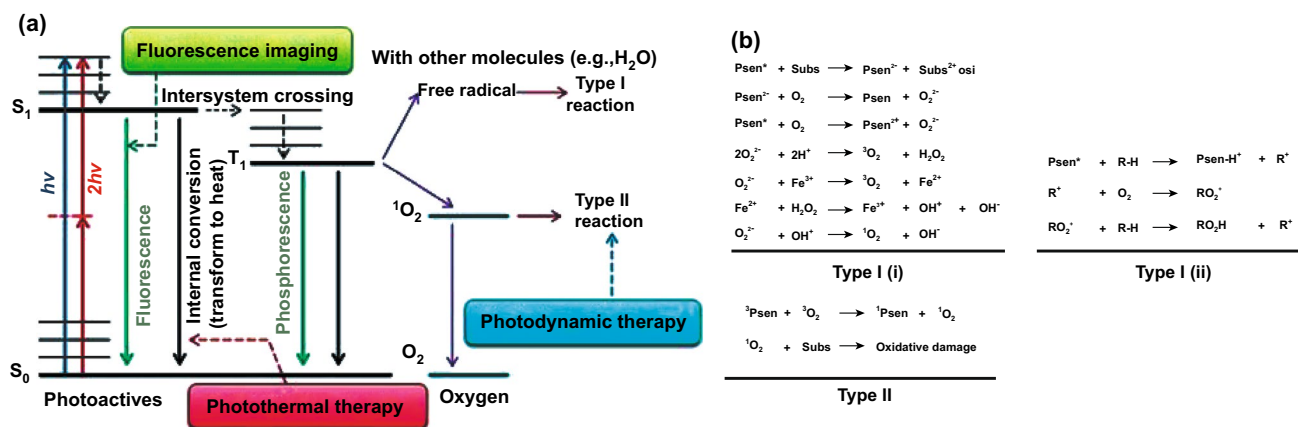 (a)
Fluorescence imaging
With other molecules (e.g.,H₂O)
Free radical
Type I
reaction
Intersystem crossing
S₁
T₁
hv
2hv
Fluorescence
Internal conversion
(transform to heat)
Phosphorescence
¹O₂
Type II
reaction
Photodynamic therapy
O₂
S₀
Photoactives
Photothermal therapy
Oxygen
(b)
Psen* + Subs → Psen²⁻ + Subs²⁺osi
Psen²⁻ + O₂ → Psen + O₂²⁻
Psen* + O₂ → Psen²⁺ + O₂²⁻
2O₂²⁻ + 2H⁺ → ³O₂ + H₂O₂
O₂²⁻ + Fe³⁺ → ³O₂ + Fe²⁺
Fe²⁺ + H₂O₂ → Fe³⁺ + OH⁺ + OH⁻
O₂²⁻ + OH⁺ → ¹O₂ + OH⁻
Type I (i)
Psen* + R-H → Psen-H⁺ + R⁺
R⁺ + O₂ → RO₂⁺
RO₂⁺ + R-H → RO₂H + R⁺
Type I (ii)
³Psen + ³O₂ → ¹Psen + ¹O₂
¹O₂ + Subs → Oxidative damage
Type II